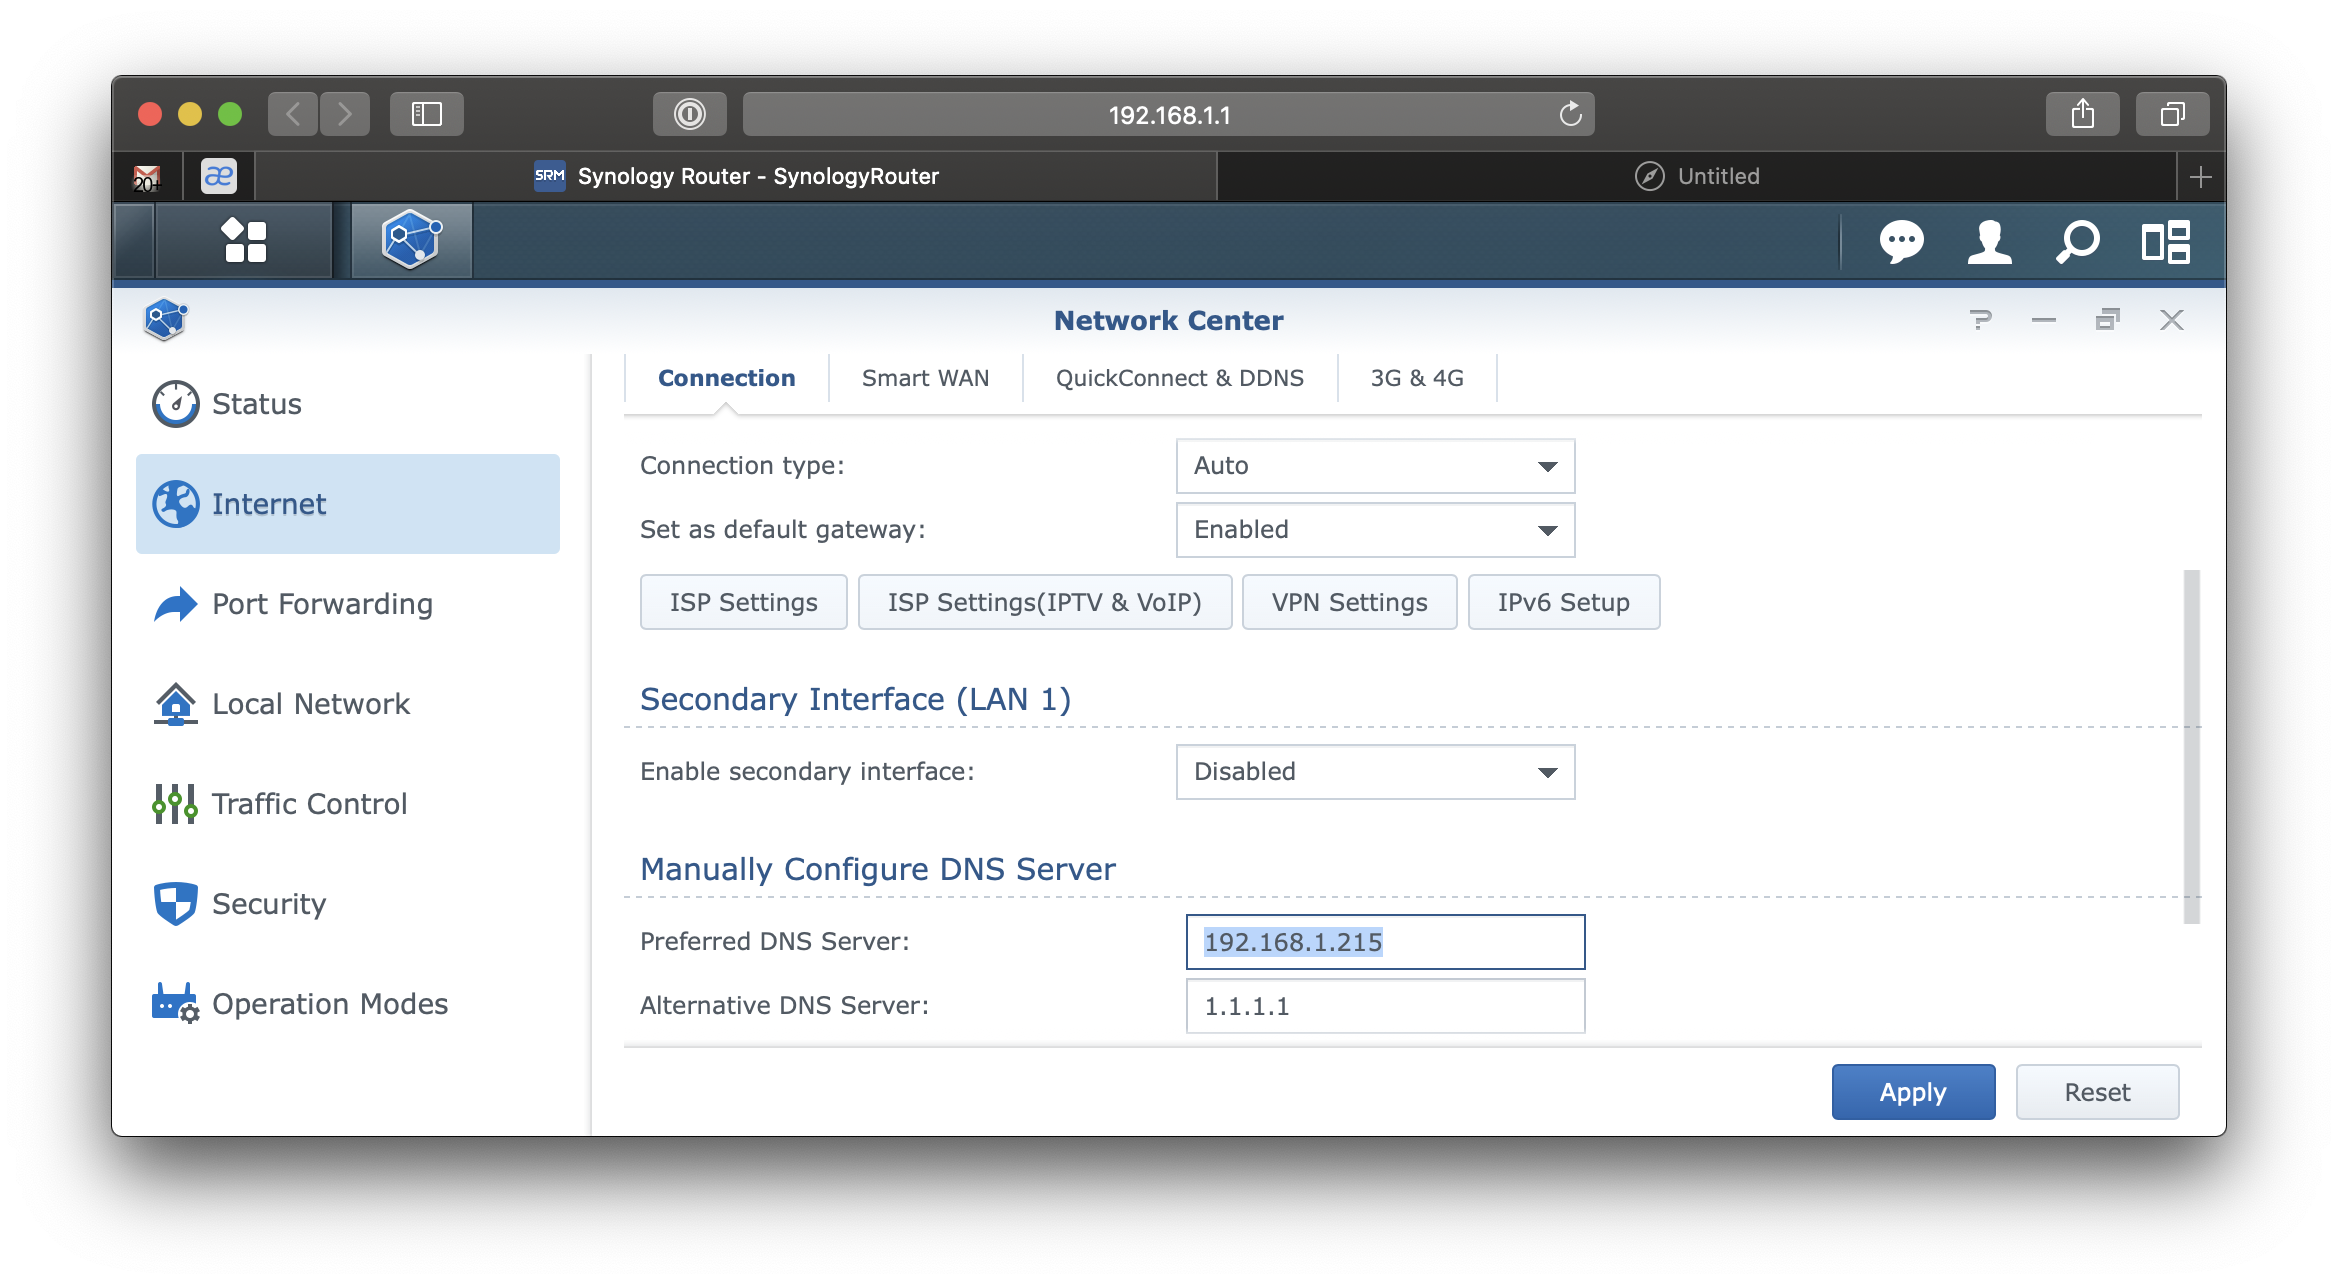 192.168.1.1
20+
æ
SRM Synology Router - SynologyRouter
Untitled
Network Center
Status
Internet
Port Forwarding
Local Network
Traffic Control
Security
Operation Modes
Connection
Smart WAN
QuickConnect & DDNS
3G & 4G
Connection type:
Auto
Set as default gateway:
Enabled
ISP Settings
ISP Settings(IPTV & VoIP)
VPN Settings
IPv6 Setup
Secondary Interface (LAN 1)
Enable secondary interface:
Disabled
Manually Configure DNS Server
Preferred DNS Server:
192.168.1.215
Alternative DNS Server:
1.1.1.1
Apply
Reset